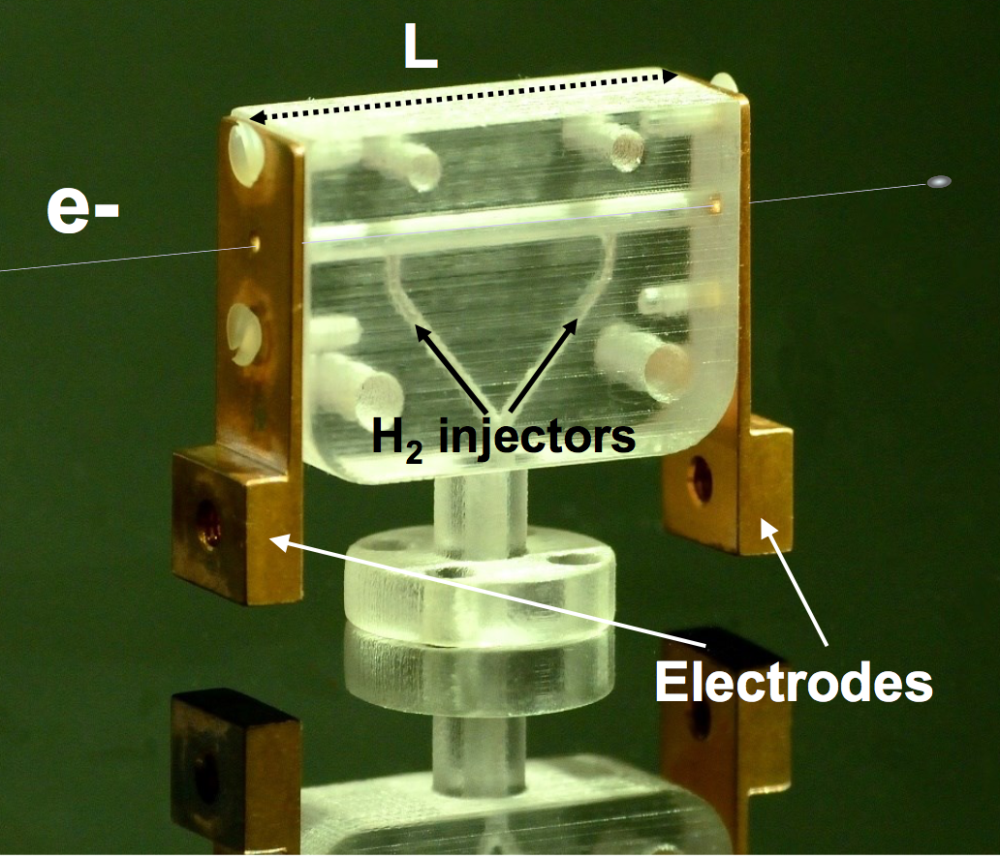 L
e-
H₂ injectors
Electrodes